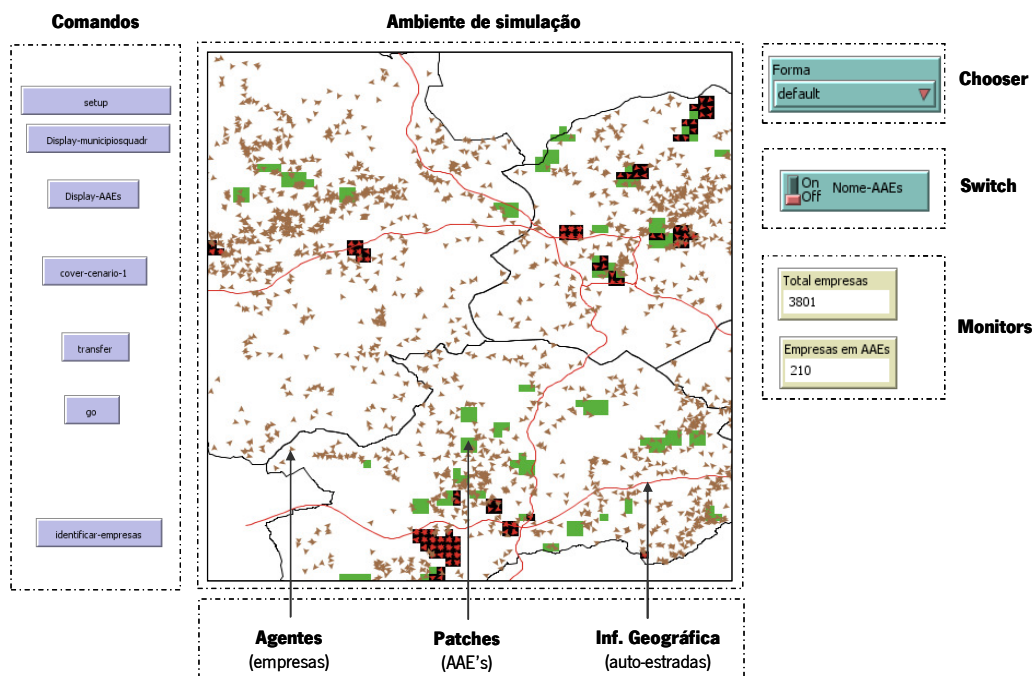 Comandos
setup
Display-municipiosquadr
Display-AAEs
cover-cenario-1
transfer
go
identificar-empresas
Ambiente de simulação
Agentes
(empresas)
Patches
(AAE's)
Inf. Geográfica
(auto-estradas)
Forma
default
Chooser
On
Off
Nome-AAEs
Switch
Total empresas
3801
Empresas em AAEs
210
Monitors